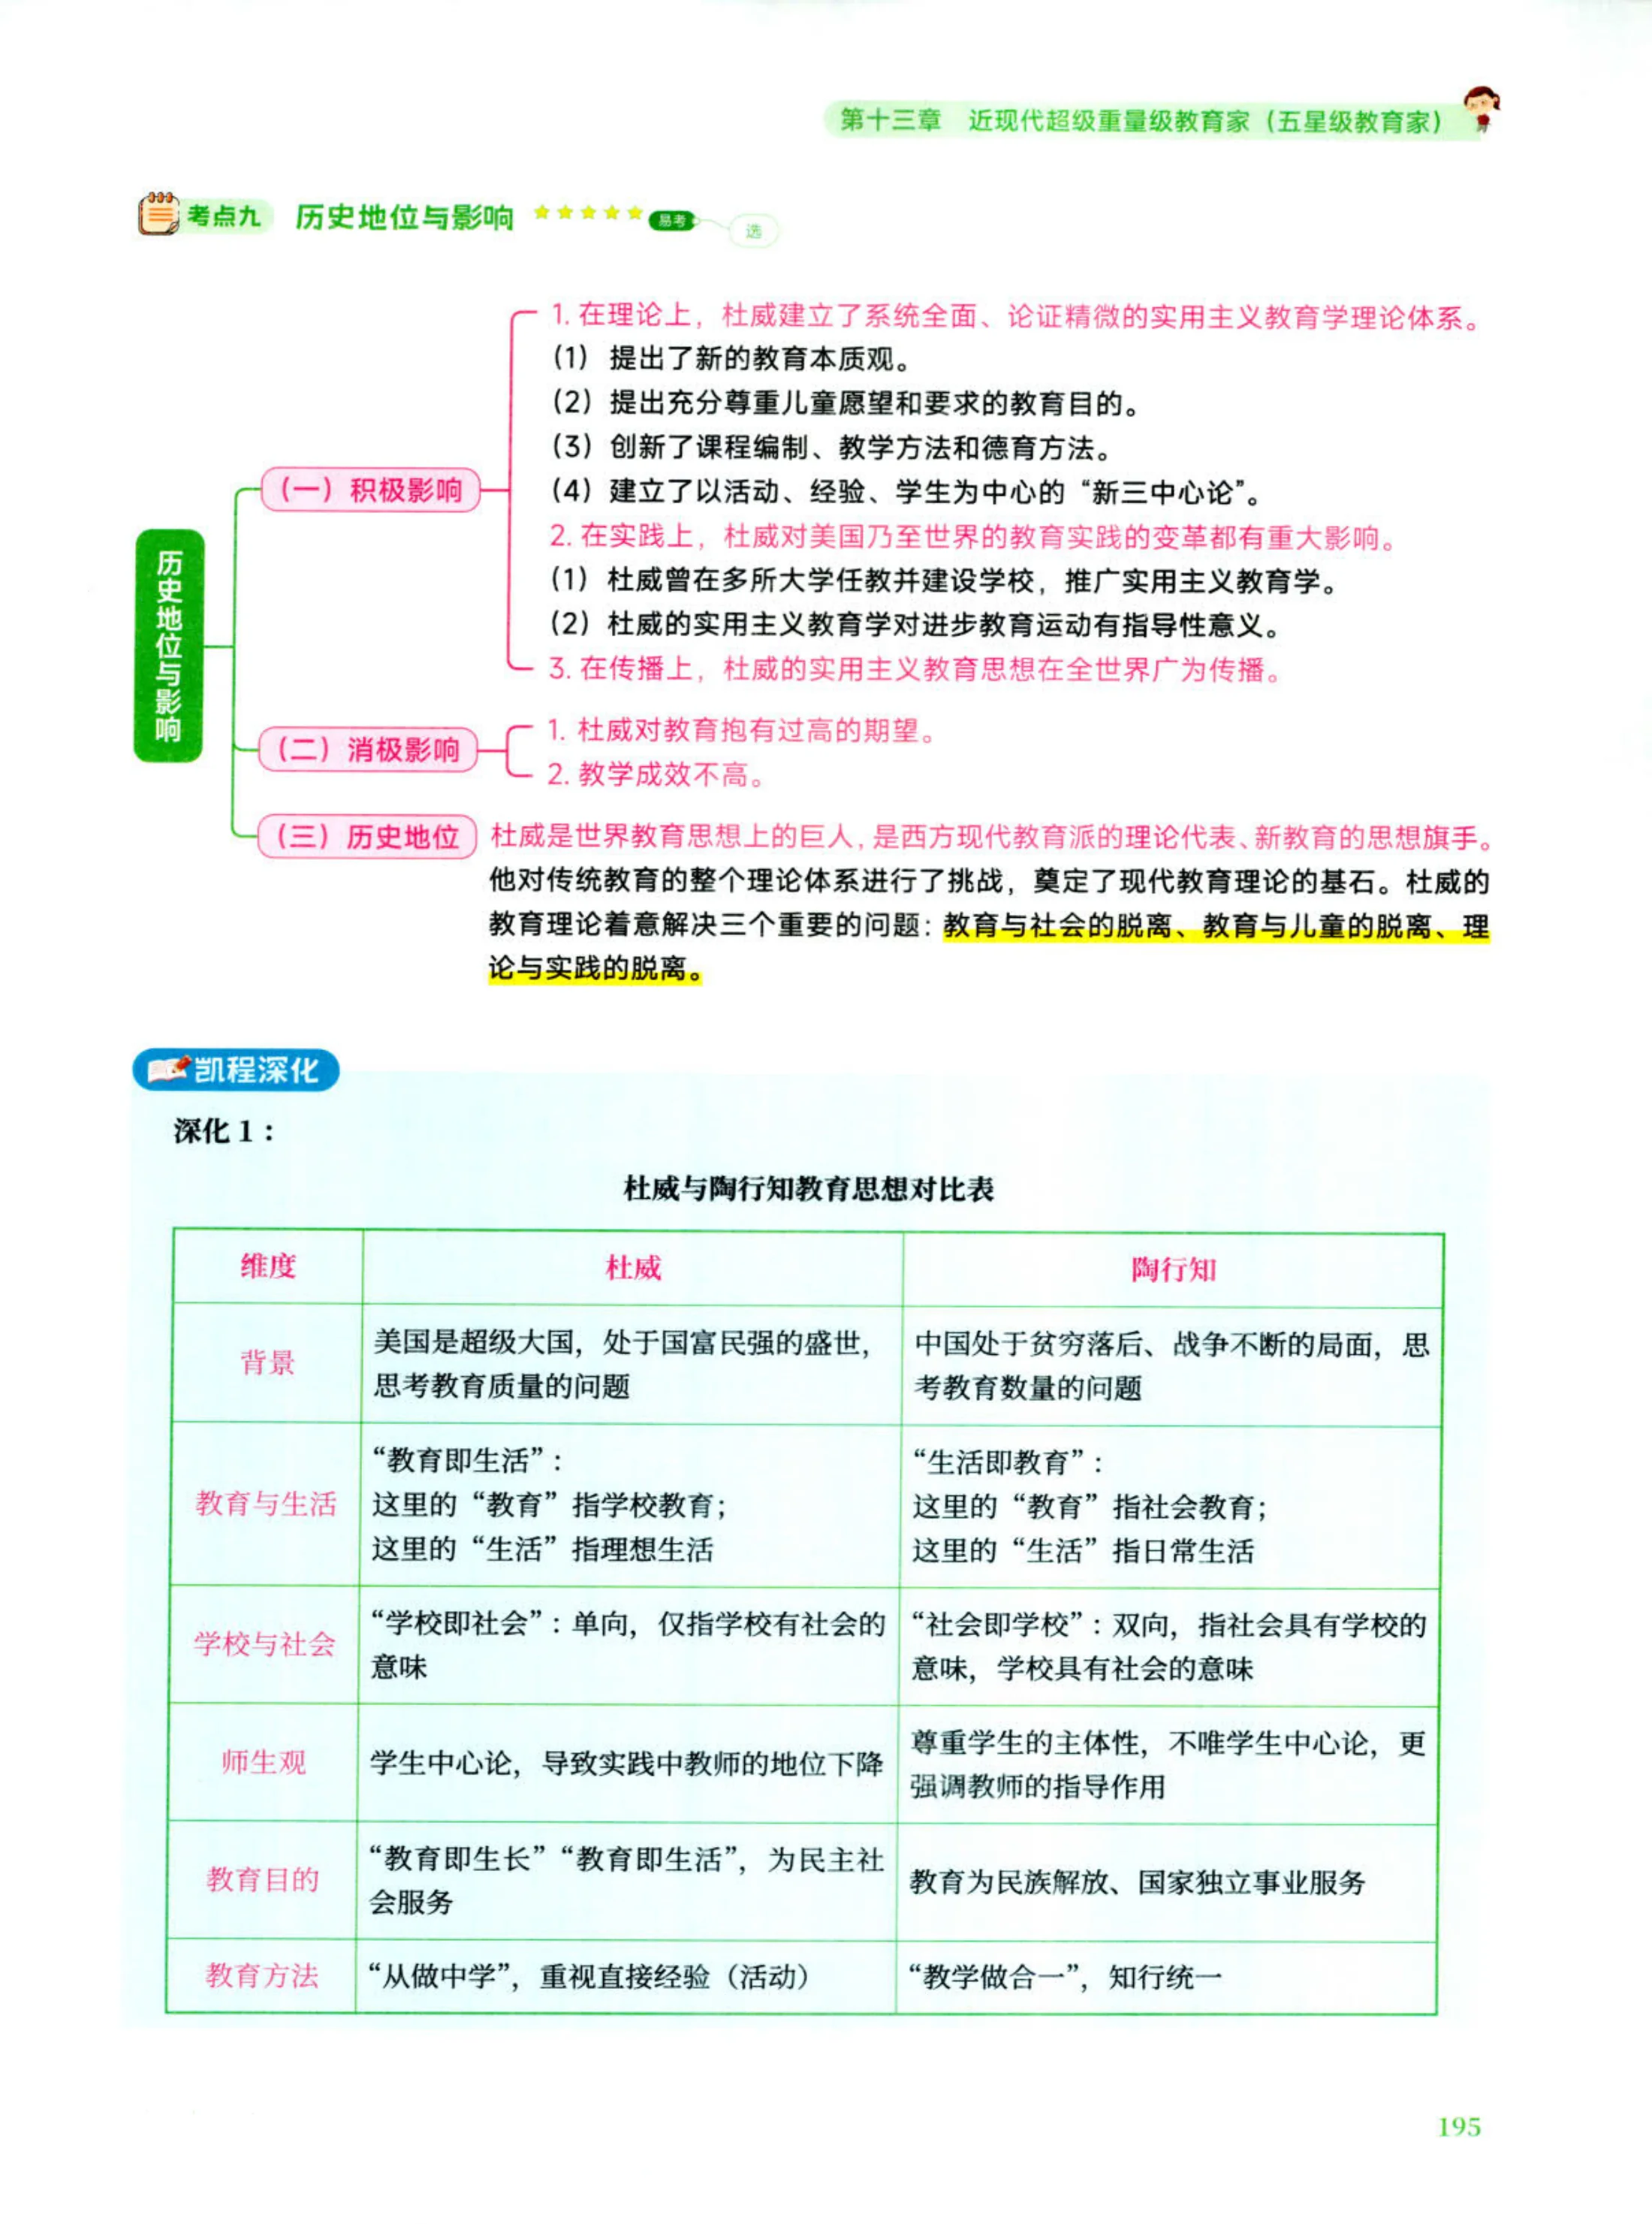 第十三章 近现代超级重量级教育家（五星级教育家）
考点九 历史地位与影响 易考 选
历史地位与影响
（一）积极影响
1. 在理论上，杜威建立了系统全面、论证精微的实用主义教育学理论体系。
（1）提出了新的教育本质观。
（2）提出充分尊重儿童愿望和要求的教育目的。
（3）创新了课程编制、教学方法和德育方法。
（4）建立了以活动、经验、学生为中心的“新三中心论”。
2. 在实践上，杜威对美国乃至世界的教育实践的变革都有重大影响。
（1）杜威曾在多所大学任教并建设学校，推广实用主义教育学。
（2）杜威的实用主义教育学对进步教育运动有指导性意义。
3. 在传播上，杜威的实用主义教育思想在全世界广为传播。
（二）消极影响
1. 杜威对教育抱有过高的期望。
2. 教学成效不高。
（三）历史地位
杜威是世界教育思想上的巨人，是西方现代教育派的理论代表、新教育的思想旗手。
他对传统教育的整个理论体系进行了挑战，奠定了现代教育理论的基石。杜威的
教育理论着意解决三个重要的问题：教育与社会的脱离、教育与儿童的脱离、理
论与实践的脱离。
凯程深化
深化 1：
杜威与陶行知教育思想对比表
维度 杜威 陶行知
背景
美国是超级大国，处于国富民强的盛世，
思考教育质量的问题
中国处于贫穷落后、战争不断的局面，思
考教育数量的问题
教育与生活
“教育即生活”：
这里的“教育”指学校教育；
这里的“生活”指理想生活
“生活即教育”：
这里的“教育”指社会教育；
这里的“生活”指日常生活
学校与社会
“学校即社会”：单向，仅指学校有社会的
意味
“社会即学校”：双向，指社会具有学校的
意味，学校具有社会的意味
师生观
学生中心论，导致实践中教师的地位下降
尊重学生的主体性，不唯学生中心论，更
强调教师的指导作用
教育目的
“教育即生长”“教育即生活”，为民主社
会服务
教育为民族解放、国家独立事业服务
教育方法
“从做中学”，重视直接经验（活动）
“教学做合一”，知行统一
195